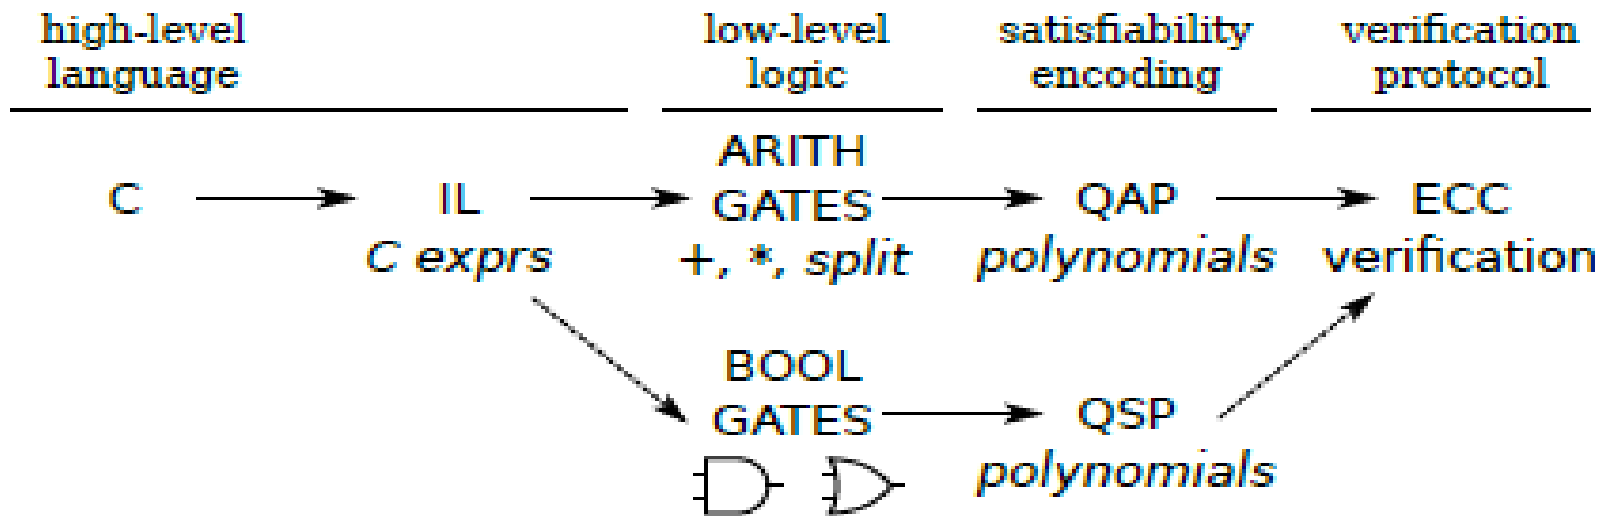 high-level
language
low-level
logic
satisfiability
encoding
verification
protocol
C
IL
C exprs
ARITH
GATES
+, *, split
QAP
polynomials
ECC
verification
BOOL
GATES
QSP
polynomials